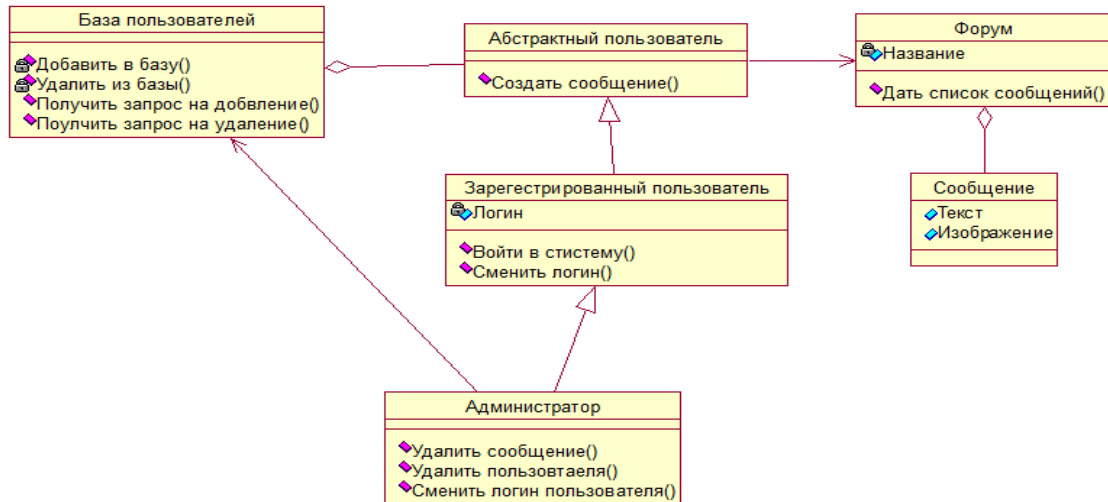 База пользователей
Добавить в базу()
Удалить из базы()
Получить запрос на добвление()
Поулчить запрос на удаление()
Абстрактный пользователь
Создать сообщение()
Форум
Название
Дать список сообщений()
Зарегестрированный пользователь
Логин
Войти в стистему()
Сменить логин()
Сообщение
Текст
Изображение
Администратор
Удалить сообщение()
Удалить пользовтаеля()
Сменить логин пользователя()